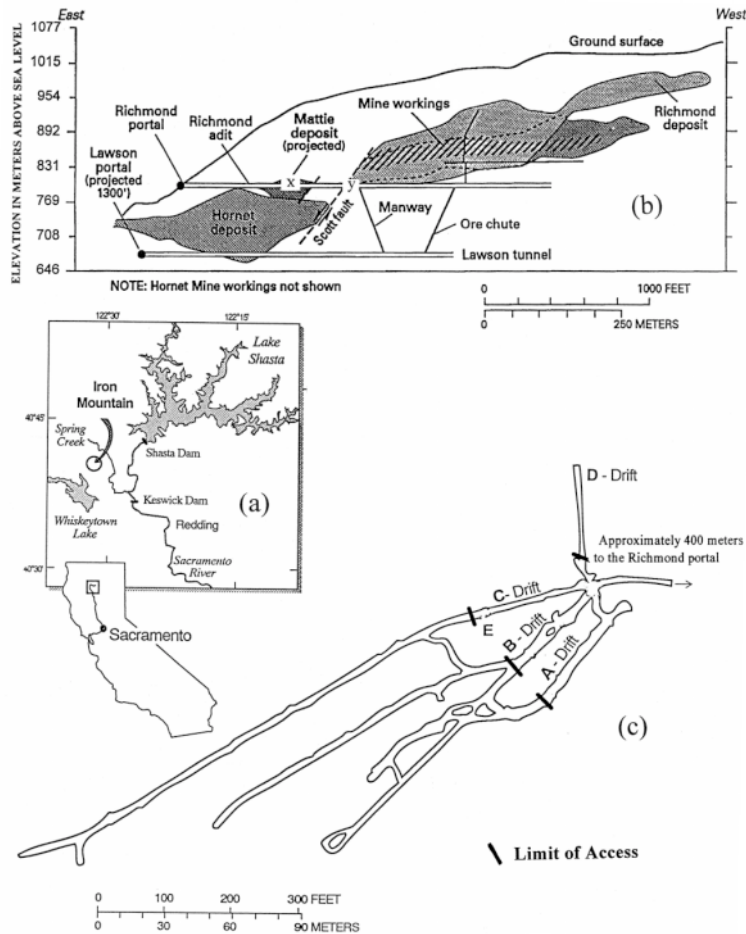 East
West
1077
1015
954
892
831
769
708
646
ELEVATION IN METERS ABOVE SEA LEVEL
Ground surface
Richmond
portal
Richmond
adit
Mattie
deposit
(projected)
Mine workings
Richmond
deposit
Lawson
portal
(projected
1300')
x
y
Hornet
deposit
Scott fault
Manway
Ore chute
(b)
Lawson tunnel
NOTE: Hornet Mine workings not shown
0 1000 FEET
0 250 METERS
122°30'
122°15'
Lake
Shasta
Iron
Mountain
Spring
Creek
Shasta Dam
Keswick Dam
(a)
Whiskeytown
Lake
Redding
Sacramento
River
Sacramento
D - Drift
Approximately 400 meters
to the Richmond portal
C- Drift
E
B - Drift
A - Drift
(c)
Limit of Access
0 100 200 300 FEET
0 30 60 90 METERS